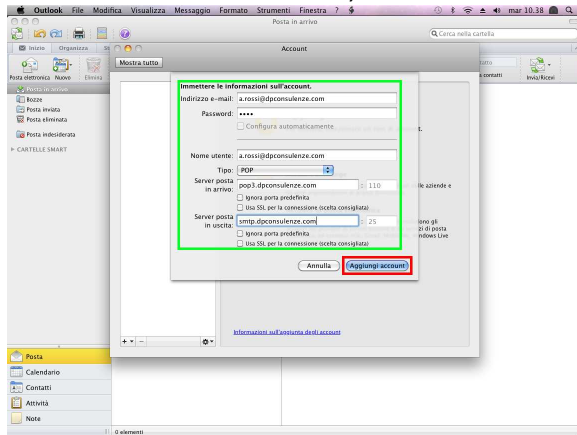 Outlook File Modifica Visualizza Messaggio Formato Strumenti Finestra ? mar 10.38
Posta in arrivo
Cerca nella cartella
Inizio Organizza
Account
Mostra tutto
Posta elettronica Nuovo Elimina
Invia/Ricevi
Posta in arrivo
Bozze
Posta inviata
Posta eliminata
Posta indesiderata
CARTELLE SMART
Immettere le informazioni sull'account.
Indirizzo e-mail: a.rossi@dpconsulenze.com
Password: ••••
Configura automaticamente
Nome utente: a.rossi@dpconsulenze.com
Tipo: POP
Server posta in arrivo: pop3.dpconsulenze.com : 110
Ignora porta predefinita
Usa SSL per la connessione (scelta consigliata)
Server posta in uscita: smtp.dpconsulenze.com : 25
Ignora porta predefinita
Usa SSL per la connessione (scelta consigliata)
Annulla Aggiungi account
Informazioni sull'aggiunta degli account
Posta
Calendario
Contatti
Attività
Note
0 elementi